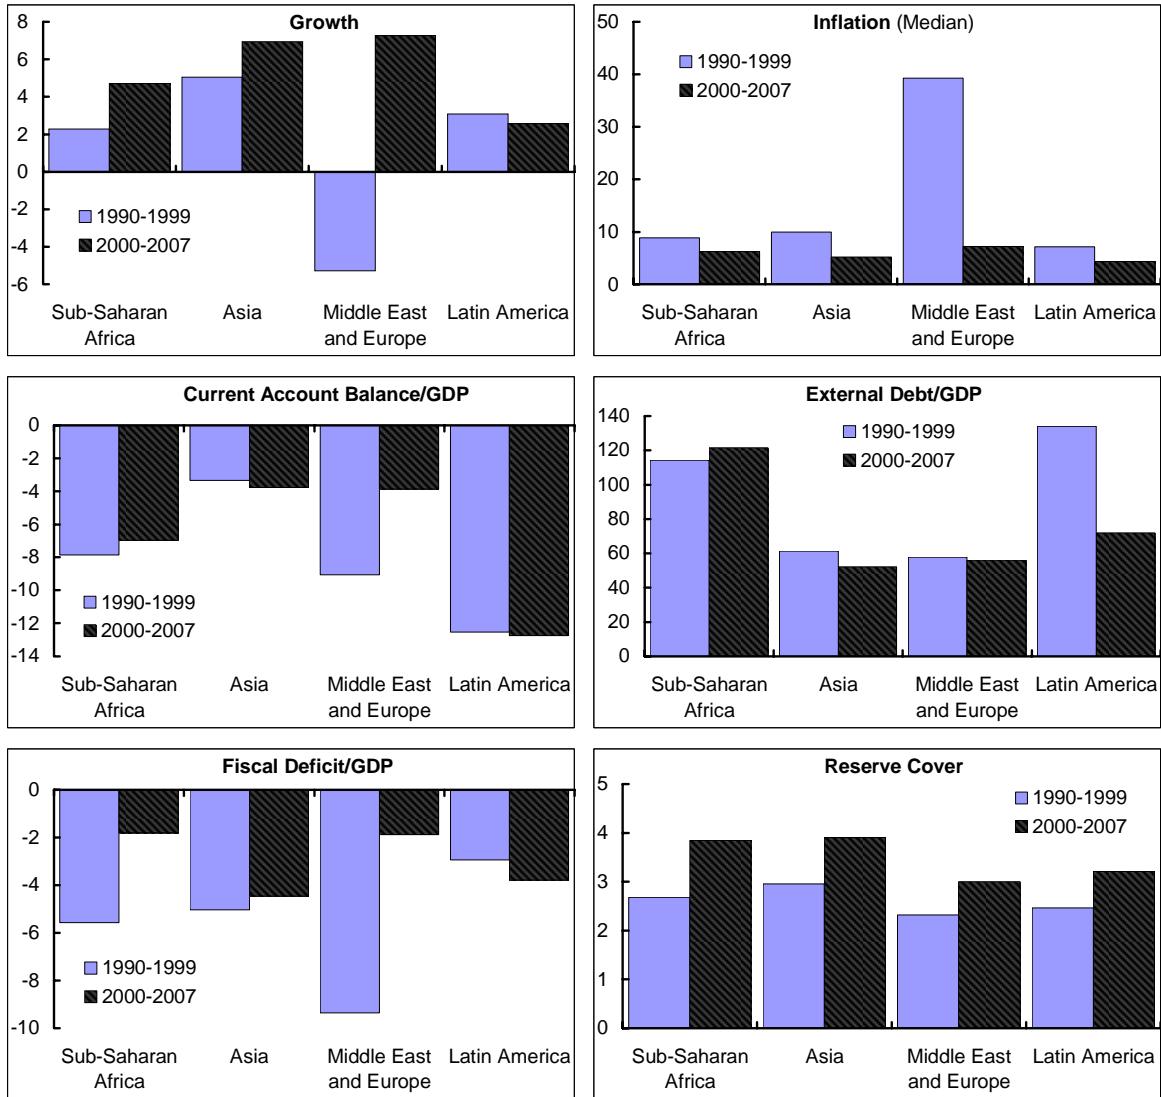 Growth
8
6
4
2
0
-2
-4
-6
1990-1999
2000-2007
Sub-Saharan Africa
Asia
Middle East and Europe
Latin America
Inflation (Median)
50
40
30
20
10
0
1990-1999
2000-2007
Sub-Saharan Africa
Asia
Middle East and Europe
Latin America
Current Account Balance/GDP
0
-2
-4
-6
-8
-10
-12
-14
1990-1999
2000-2007
Sub-Saharan Africa
Asia
Middle East and Europe
Latin America
External Debt/GDP
140
120
100
80
60
40
20
0
1990-1999
2000-2007
Sub-Saharan Africa
Asia
Middle East and Europe
Latin America
Fiscal Deficit/GDP
0
-2
-4
-6
-8
-10
1990-1999
2000-2007
Sub-Saharan Africa
Asia
Middle East and Europe
Latin America
Reserve Cover
5
4
3
2
1
0
1990-1999
2000-2007
Sub-Saharan Africa
Asia
Middle East and Europe
Latin America